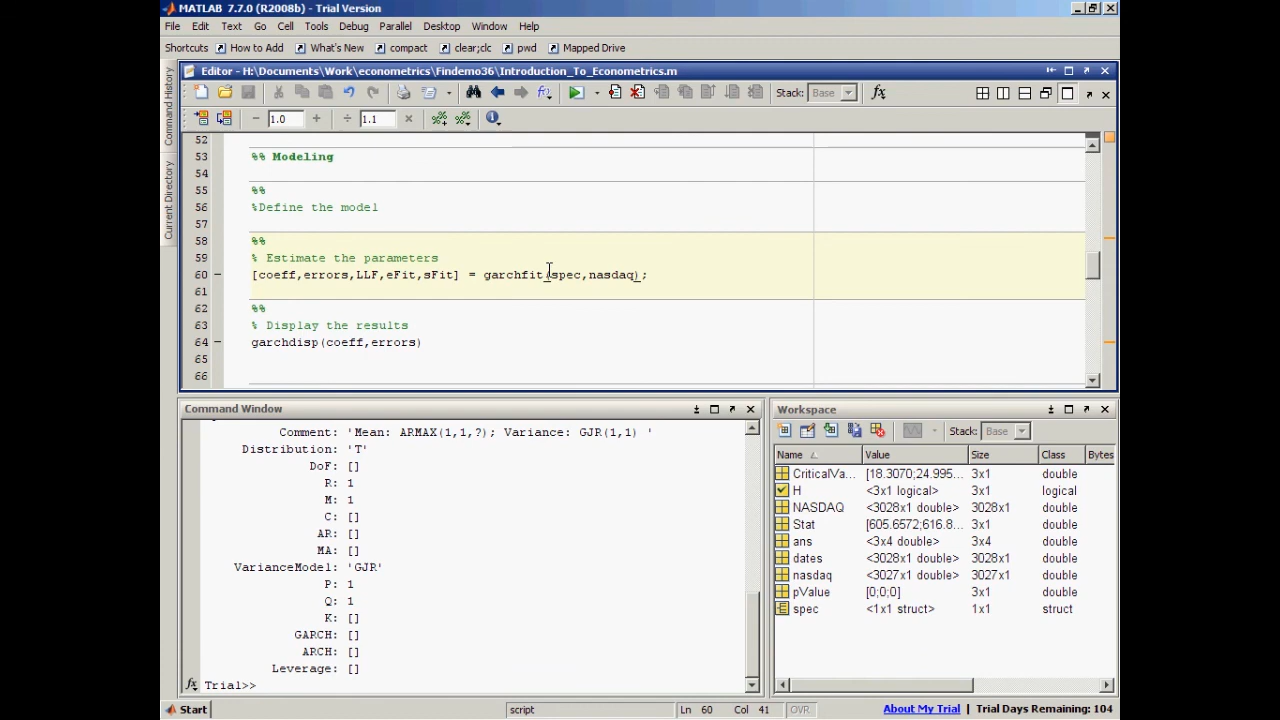 MATLAB 7.7.0 (R2008b) - Trial Version
File Edit Text Go Cell Tools Debug Parallel Desktop Window Help
Shortcuts How to Add What's New compact clear;clc pwd Mapped Drive
Command History
Current Directory
Editor - H:\Documents\Work\econometrics\Findemo36\Introduction_To_Econometrics.m
Stack: Base
1.0 1.1
52
53 %% Modeling
54
55 %%
56 %Define the model
57
58 %%
59 % Estimate the parameters
60 [coeff,errors,LLF,eFit,sFit] = garchfit(spec,nasdaq);
61
62 %%
63 % Display the results
64 garchdisp(coeff,errors)
65
66
Command Window
Comment: 'Mean: ARMAX(1,1,?); Variance: GJR(1,1) '
Distribution: 'T'
DoF: []
R: 1
M: 1
C: []
AR: []
MA: []
VarianceModel: 'GJR'
P: 1
Q: 1
K: []
GARCH: []
ARCH: []
Leverage: []
Trial>>
Workspace
Stack: Base
Name Value Size Class Bytes
CriticalVa... [18.3070;24.995... 3x1 double
H <3x1 logical> 3x1 logical
NASDAQ <3028x1 double> 3028x1 double
Stat [605.6572;616.8... 3x1 double
ans <3x4 double> 3x4 double
dates <3028x1 double> 3028x1 double
nasdaq <3027x1 double> 3027x1 double
pValue [0;0;0] 3x1 double
spec <1x1 struct> 1x1 struct
Start script Ln 60 Col 41 OVR About My Trial Trial Days Remaining: 104